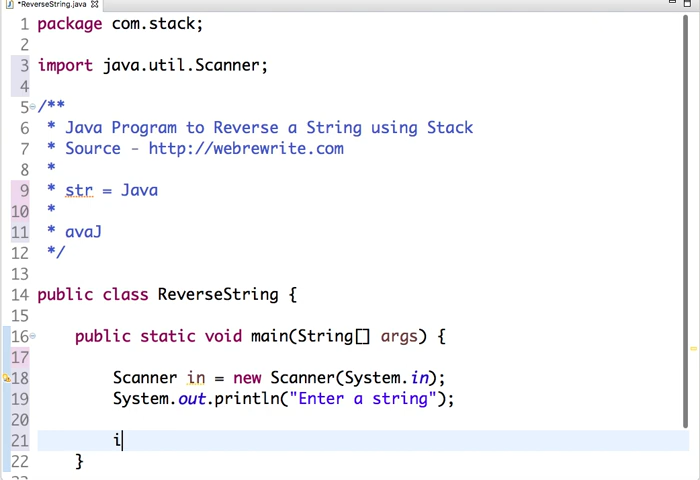 *ReverseString.java
1 package com.stack;
2
3 import java.util.Scanner;
4
5 /**
6 * Java Program to Reverse a String using Stack
7 * Source - http://webrewrite.com
8 *
9 * str = Java
10 *
11 * avaJ
12 */
13
14 public class ReverseString {
15
16 public static void main(String[] args) {
17
18 Scanner in = new Scanner(System.in);
19 System.out.println("Enter a string");
20
21 i
22 }